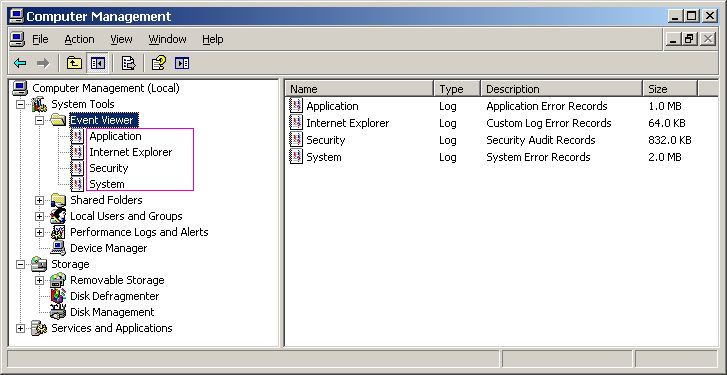 Computer Management
File Action View Window Help
Computer Management (Local)
System Tools
Event Viewer
Application
Internet Explorer
Security
System
Shared Folders
Local Users and Groups
Performance Logs and Alerts
Device Manager
Storage
Removable Storage
Disk Defragmenter
Disk Management
Services and Applications
Name Type Description Size
Application Log Application Error Records 1.0 MB
Internet Explorer Log Custom Log Error Records 64.0 KB
Security Log Security Audit Records 832.0 KB
System Log System Error Records 2.0 MB